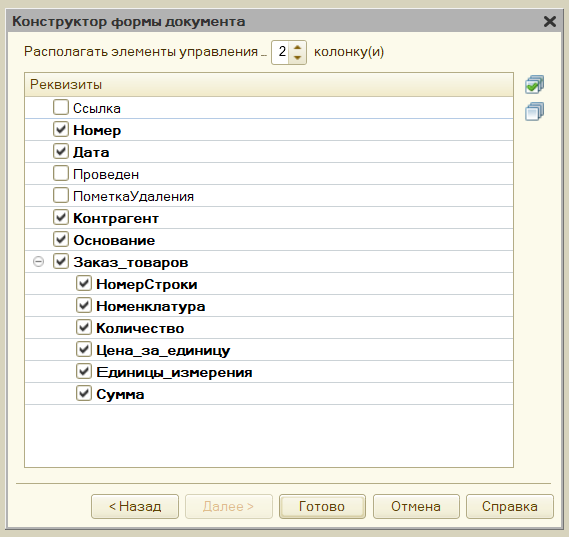 Конструктор формы документа
Располагать элементы управления .. 2 колонку(и)
Реквизиты
Ссылка
Номер
Дата
Проведен
ПометкаУдаления
Контрагент
Основание
Заказ_товаров
НомерСтроки
Номенклатура
Количество
Цена_за_единицу
Единицы_измерения
Сумма
< Назад Далее > Готово Отмена Справка